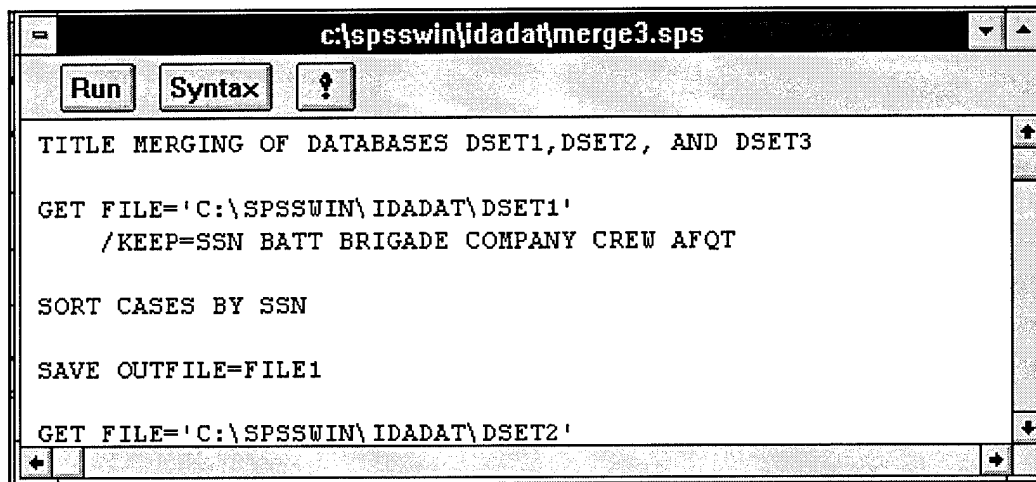 c:\spsswin\idadat\merge3.sps
Run Syntax !
TITLE MERGING OF DATABASES DSET1,DSET2, AND DSET3
GET FILE='C:\SPSSWIN\IDADAT\DSET1'
/KEEP=SSN BATT BRIGADE COMPANY CREW AFQT
SORT CASES BY SSN
SAVE OUTFILE=FILE1
GET FILE='C:\SPSSWIN\IDADAT\DSET2'